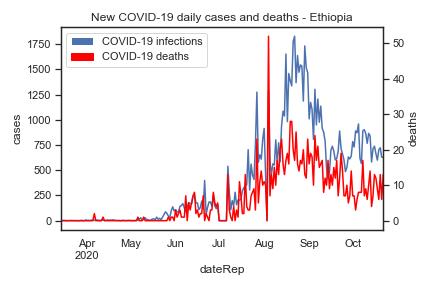 New COVID-19 daily cases and deaths - Ethiopia
COVID-19 infections
COVID-19 deaths
1750
1500
1250
1000
750
500
250
0
cases
50
40
30
20
10
0
deaths
Apr
2020
May
Jun
Jul
Aug
Sep
Oct
dateRep